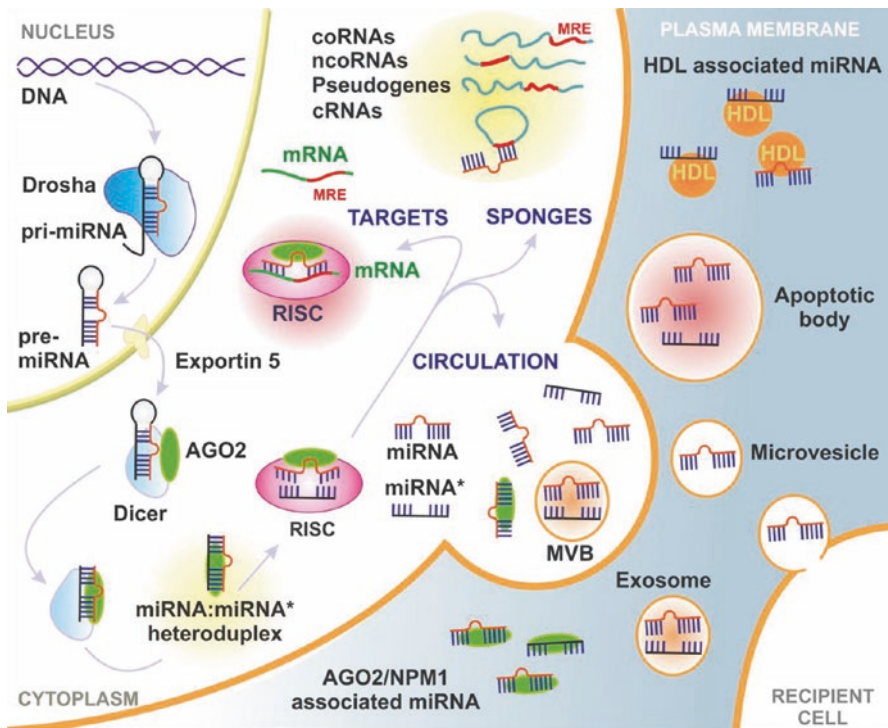 NUCLEUS
DNA
Drosha
pri-miRNA
pre-
miRNA
Exportin 5
AGO2
Dicer
miRNA:miRNA*
heteroduplex
CYTOPLASM
coRNAs
MRE
ncoRNAs
Pseudogenes
cRNAs
mRNA
MRE
TARGETS
SPONGES
mRNA
RISC
CIRCULATION
miRNA
miRNA*
RISC
MVB
PLASMA MEMBRANE
HDL associated miRNA
HDL
HDL
HDL
Apoptotic
body
Microvesicle
Exosome
AGO2/NPM1
associated miRNA
RECIPIENT
CELL